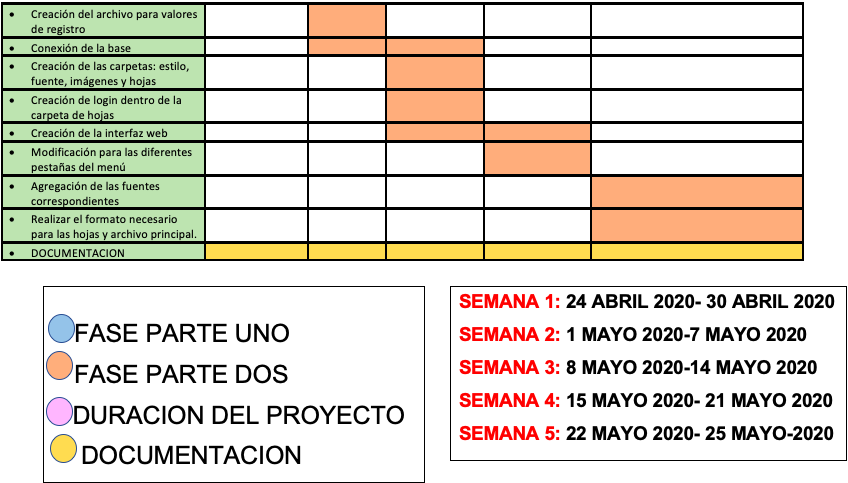 • Creación del archivo para valores
de registro
• Conexión de la base
• Creación de las carpetas: estilo,
fuente, imágenes y hojas
• Creación de login dentro de la
carpeta de hojas
• Creación de la interfaz web
• Modificación para las diferentes
pestañas del menú
• Agregación de las fuentes
correspondientes
• Realizar el formato necesario
para las hojas y archivo principal.
• DOCUMENTACION
FASE PARTE UNO
FASE PARTE DOS
DURACION DEL PROYECTO
DOCUMENTACION
SEMANA 1: 24 ABRIL 2020- 30 ABRIL 2020
SEMANA 2: 1 MAYO 2020-7 MAYO 2020
SEMANA 3: 8 MAYO 2020-14 MAYO 2020
SEMANA 4: 15 MAYO 2020- 21 MAYO 2020
SEMANA 5: 22 MAYO 2020- 25 MAYO-2020